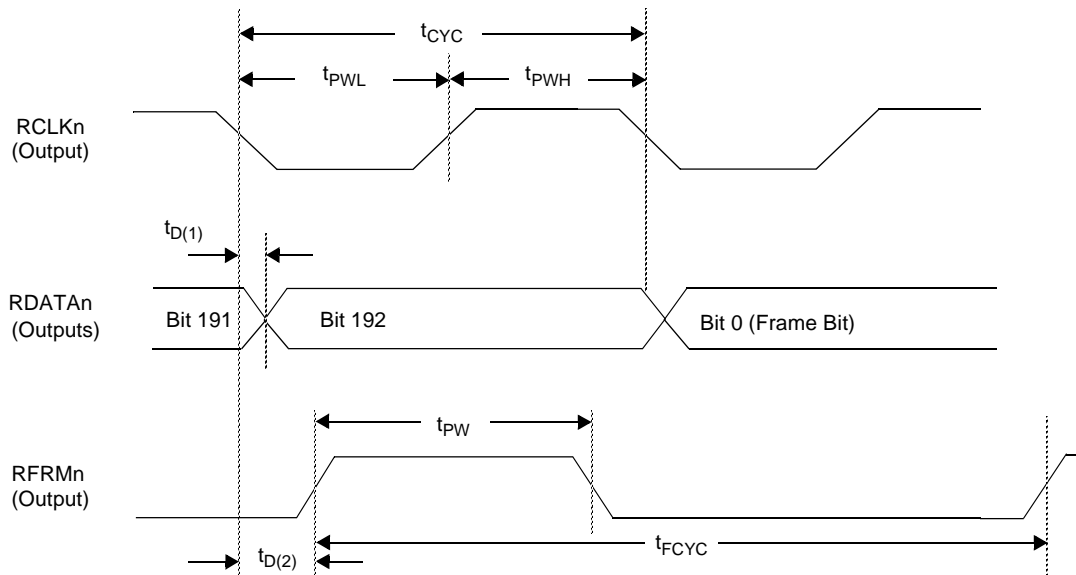 tCYC
tPWL
tPWH
RCLKn
(Output)
tD(1)
RDATAn
(Outputs)
Bit 191
Bit 192
Bit 0 (Frame Bit)
tPW
RFRMn
(Output)
tD(2)
tFCYC